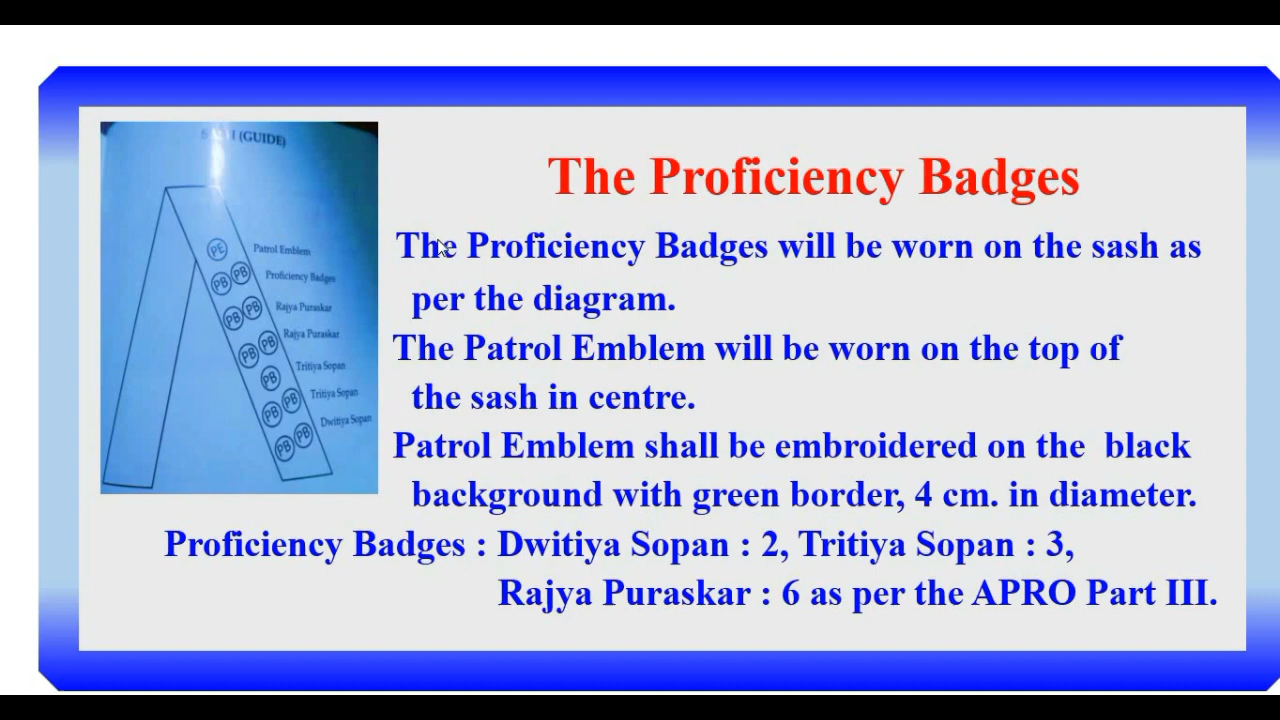 (GUIDE)
PE Patrol Emblem
PB PB Proficiency Badges
PB PB Rajya Puraskar
PB PB Rajya Puraskar
PB Tritiya Sopan
PB PB Tritiya Sopan
PB PB Dwitiya Sopan
The Proficiency Badges
The Proficiency Badges will be worn on the sash as
per the diagram.
The Patrol Emblem will be worn on the top of
the sash in centre.
Patrol Emblem shall be embroidered on the black
background with green border, 4 cm. in diameter.
Proficiency Badges : Dwitiya Sopan : 2, Tritiya Sopan : 3,
Rajya Puraskar : 6 as per the APRO Part III.